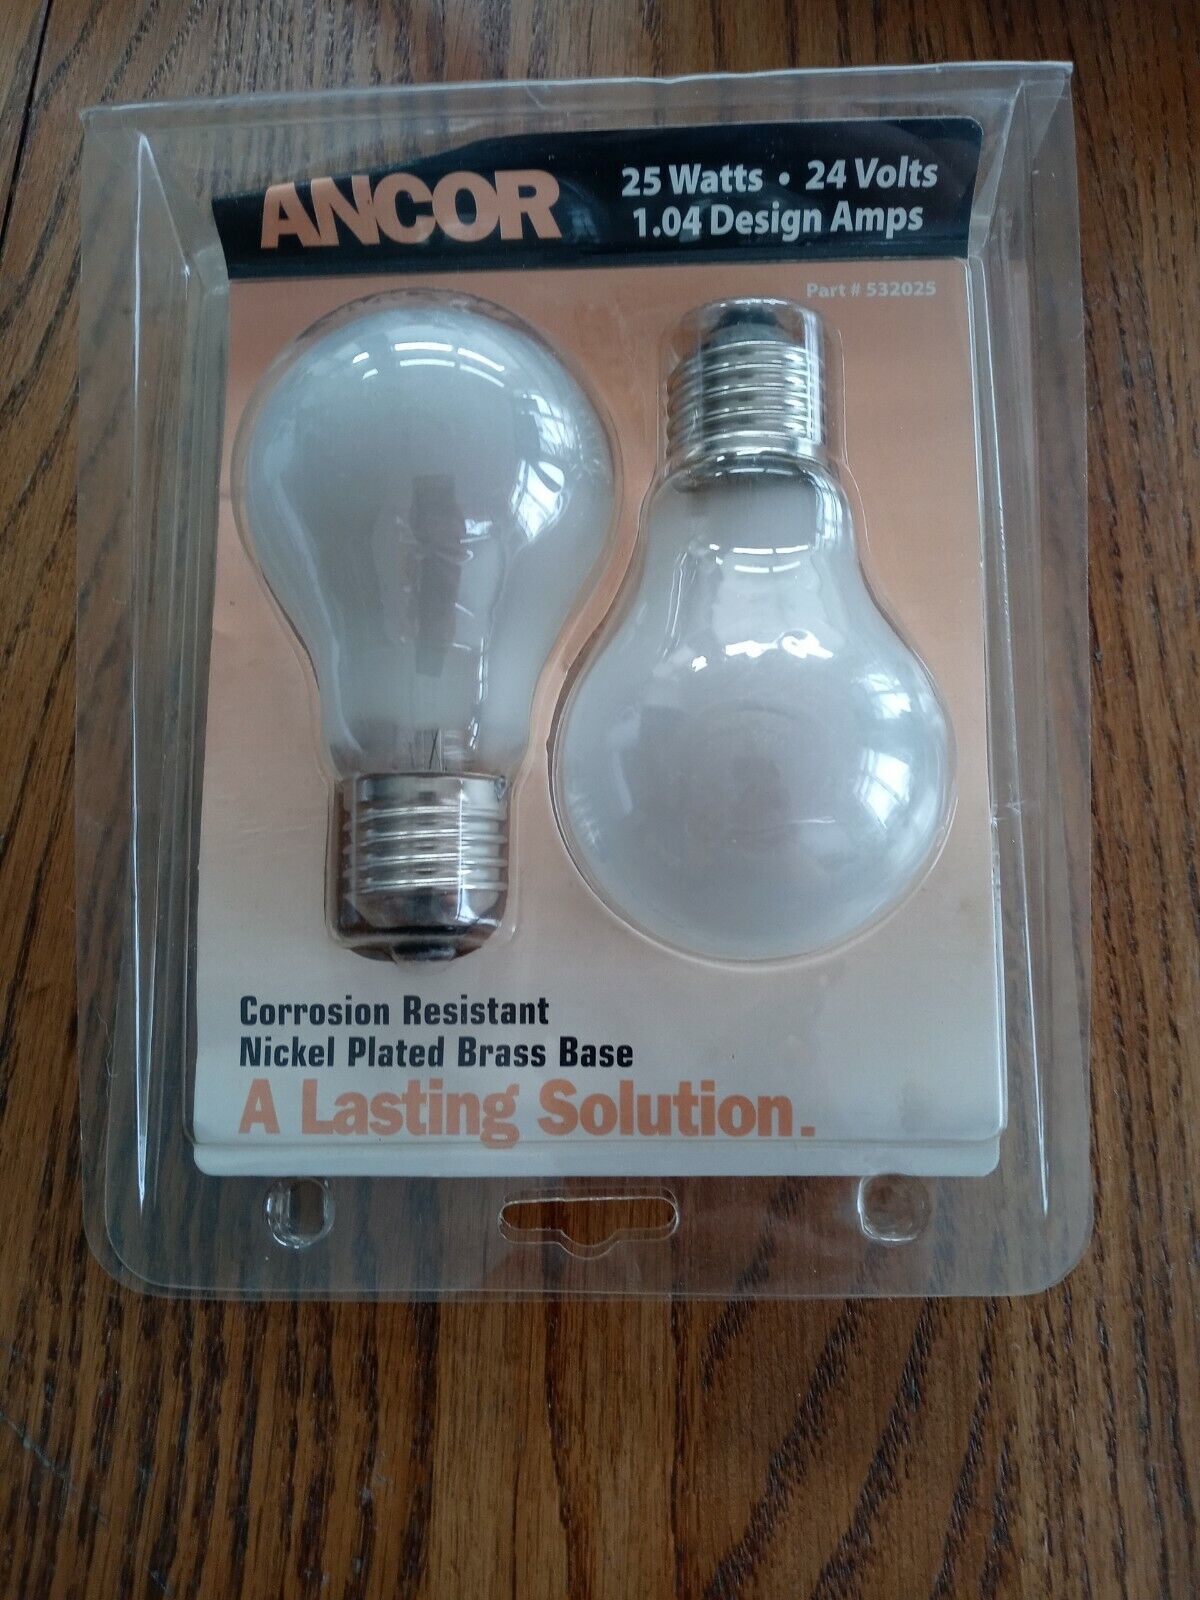 ANCOR
25 Watts • 24 Volts
1.04 Design Amps
Part # 532025
Corrosion Resistant
Nickel Plated Brass Base
A Lasting Solution.